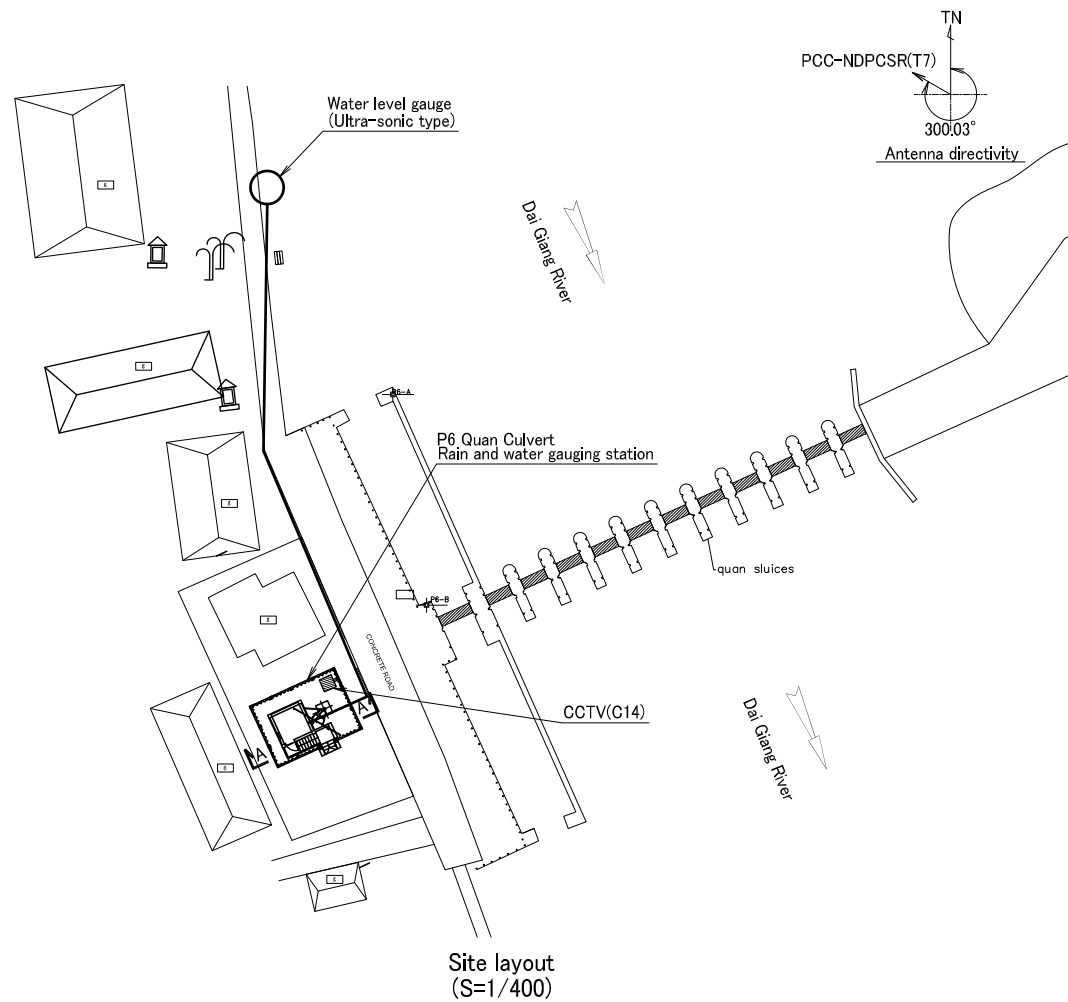 TN
PCC-NDPCSR(T7)
300.03°
Antenna directivity
Water level gauge
(Ultra-sonic type)
Dai Giang River
P6-A
P6 Quan Culvert
Rain and water gauging station
quan sluices
P6-B
CONCRETE ROAD
A
A
CCTV(C14)
Dai Giang River
Site layout
(S=1/400)